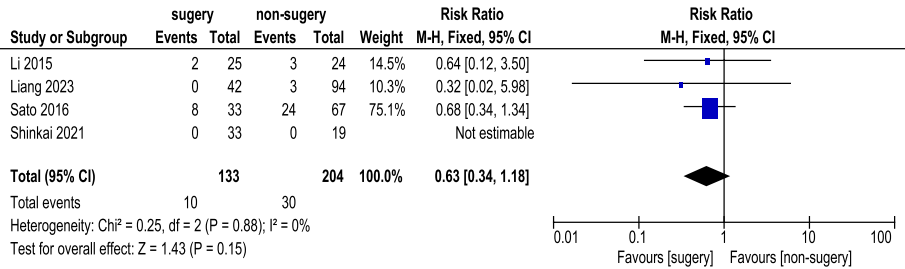 sugery non-sugery Risk Ratio Risk Ratio
Study or Subgroup Events Total Events Total Weight M-H, Fixed, 95% CI M-H, Fixed, 95% CI
Li 2015 2 25 3 24 14.5% 0.64 [0.12, 3.50]
Liang 2023 0 42 3 94 10.3% 0.32 [0.02, 5.98]
Sato 2016 8 33 24 67 75.1% 0.68 [0.34, 1.34]
Shinkai 2021 0 33 0 19 Not estimable
Total (95% CI) 133 204 100.0% 0.63 [0.34, 1.18]
Total events 10 30
Heterogeneity: Chi² = 0.25, df = 2 (P = 0.88); I² = 0%
Test for overall effect: Z = 1.43 (P = 0.15)
0.01 0.1 1 10 100
Favours [sugery] Favours [non-sugery]